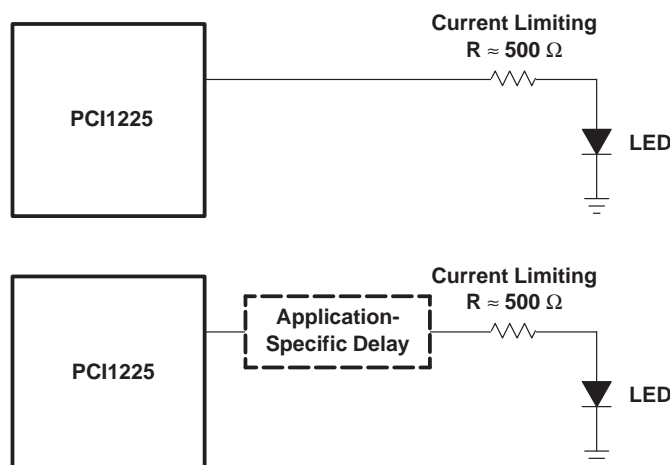 Current Limiting
R ≈ 500 Ω
PCI1225
LED
Current Limiting
R ≈ 500 Ω
Application-
Specific Delay
PCI1225
LED